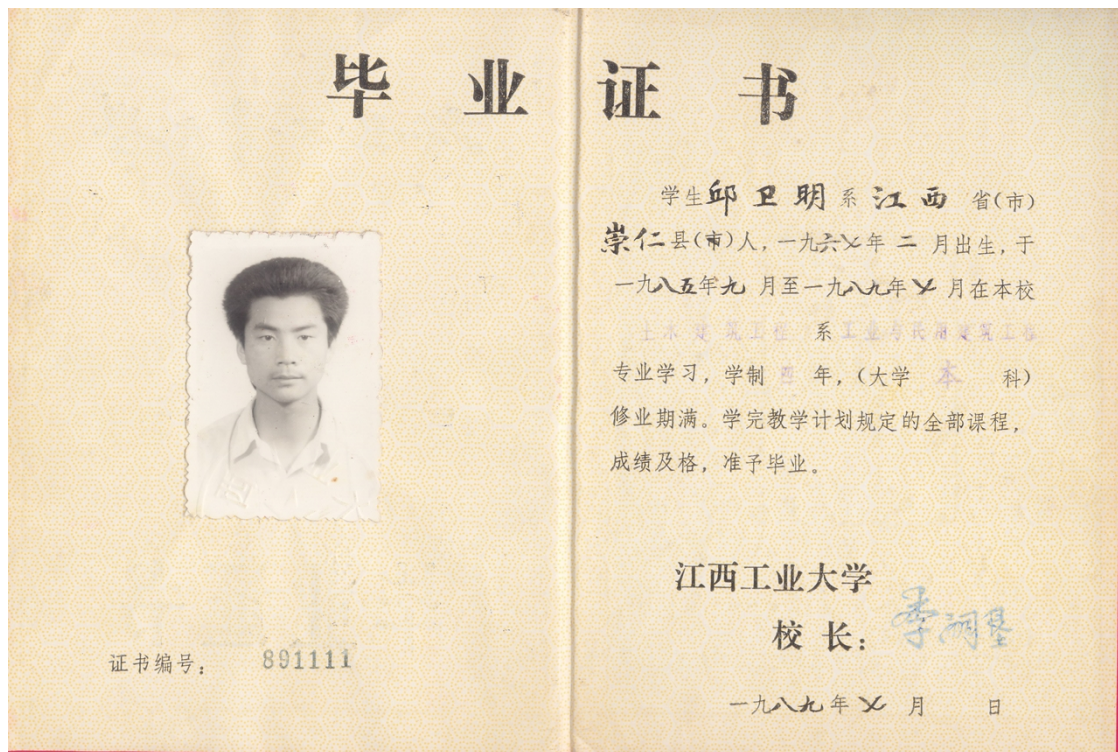 毕业证书
学生邱卫明系江西省(市)
崇仁县(市)人，一九六七年二月出生，于
一九八五年九月至一九八九年七月在本校
土木建筑工程系工业与民用建筑工程
专业学习，学制四年，(大学本科)
修业期满。学完教学计划规定的全部课程，
成绩及格，准予毕业。
江西工业大学
校长：
一九八九年七月 日
证书编号：891111